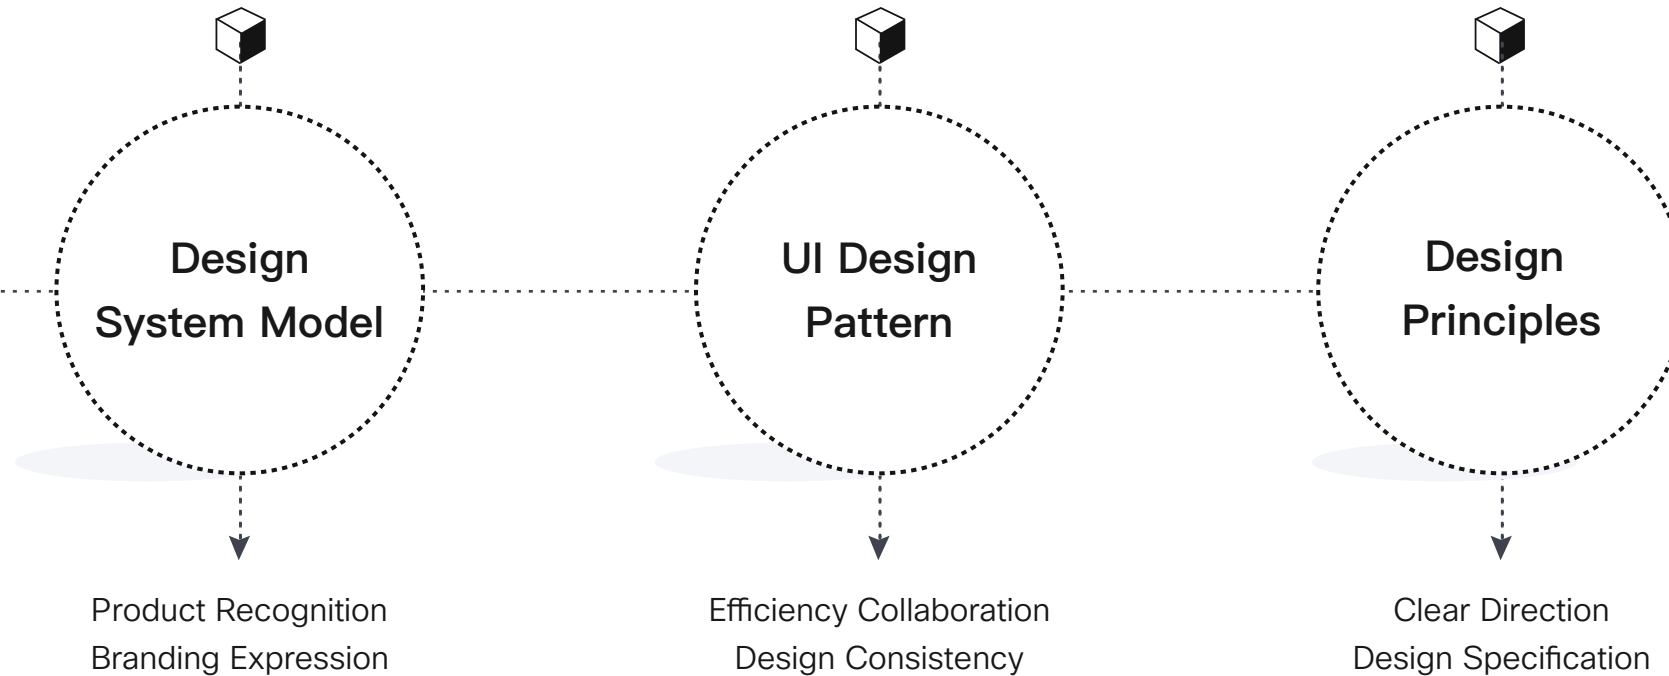 Design
System Model
UI Design
Pattern
Design
Principles
Product Recognition
Branding Expression
Efficiency Collaboration
Design Consistency
Clear Direction
Design Specification